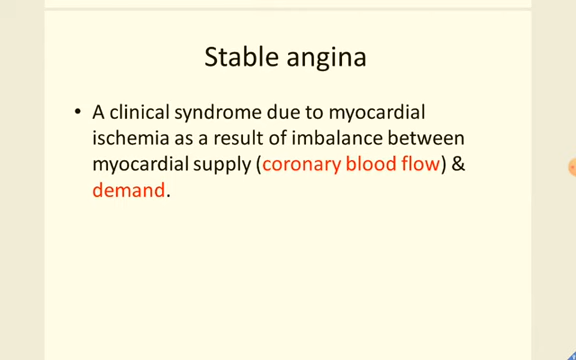 Stable angina
• A clinical syndrome due to myocardial
ischemia as a result of imbalance between
myocardial supply (coronary blood flow) &
demand.